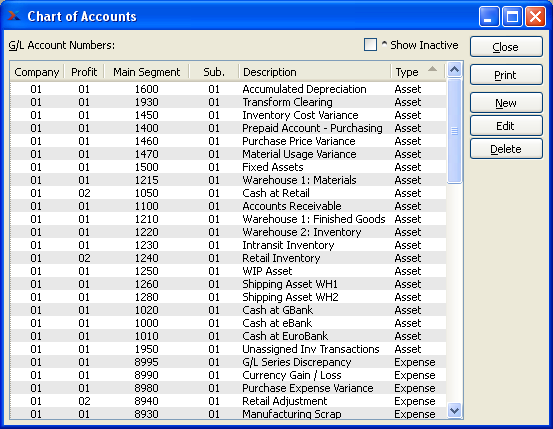 Chart of Accounts
G/L Account Numbers:
^ Show Inactive
Close
Print
New
Edit
Delete
Company Profit Main Segment Sub. Description Type
01 01 1600 01 Accumulated Depreciation Asset
01 01 1930 01 Transform Clearing Asset
01 01 1450 01 Inventory Cost Variance Asset
01 01 1400 01 Prepaid Account - Purchasing Asset
01 01 1460 01 Purchase Price Variance Asset
01 01 1470 01 Material Usage Variance Asset
01 01 1500 01 Fixed Assets Asset
01 01 1215 01 Warehouse 1: Materials Asset
01 02 1050 01 Cash at Retail Asset
01 01 1100 01 Accounts Receivable Asset
01 01 1210 01 Warehouse 1: Finished Goods Asset
01 01 1220 01 Warehouse 2: Inventory Asset
01 01 1230 01 Intransit Inventory Asset
01 02 1240 01 Retail Inventory Asset
01 01 1250 01 WIP Asset Asset
01 01 1260 01 Shipping Asset WH1 Asset
01 01 1280 01 Shipping Asset WH2 Asset
01 01 1020 01 Cash at GBank Asset
01 01 1000 01 Cash at eBank Asset
01 01 1010 01 Cash at EuroBank Asset
01 01 1950 01 Unassigned Inv Transactions Asset
01 01 8995 01 G/L Series Discrepancy Expense
01 01 8990 01 Currency Gain / Loss Expense
01 01 8980 01 Purchase Expense Variance Expense
01 02 8940 01 Retail Adjustment Expense
01 01 8930 01 Manufacturing Scrap Expense